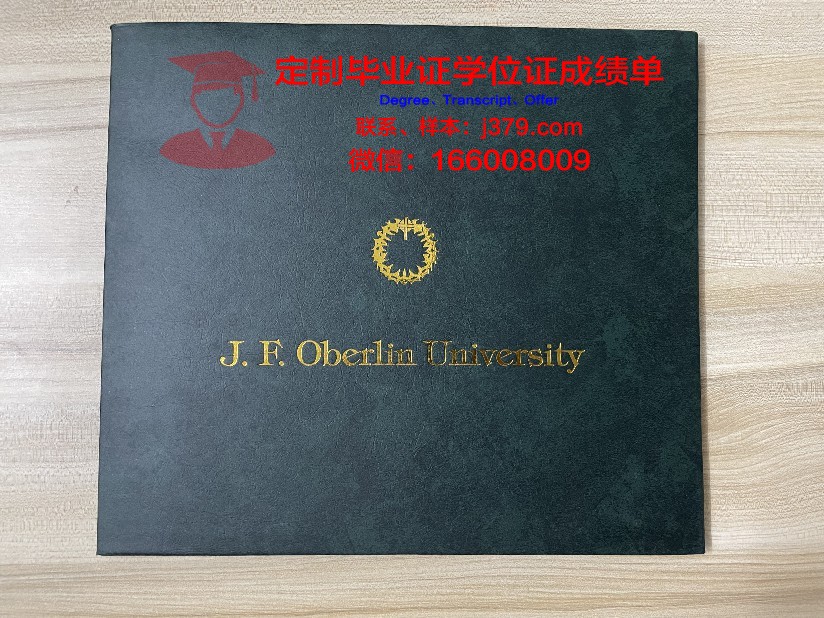 定制毕业证学位证成绩单
Degree、Transcript、Offer
联系、样本：j379.com
微信：166008009
J. F. Oberlin University